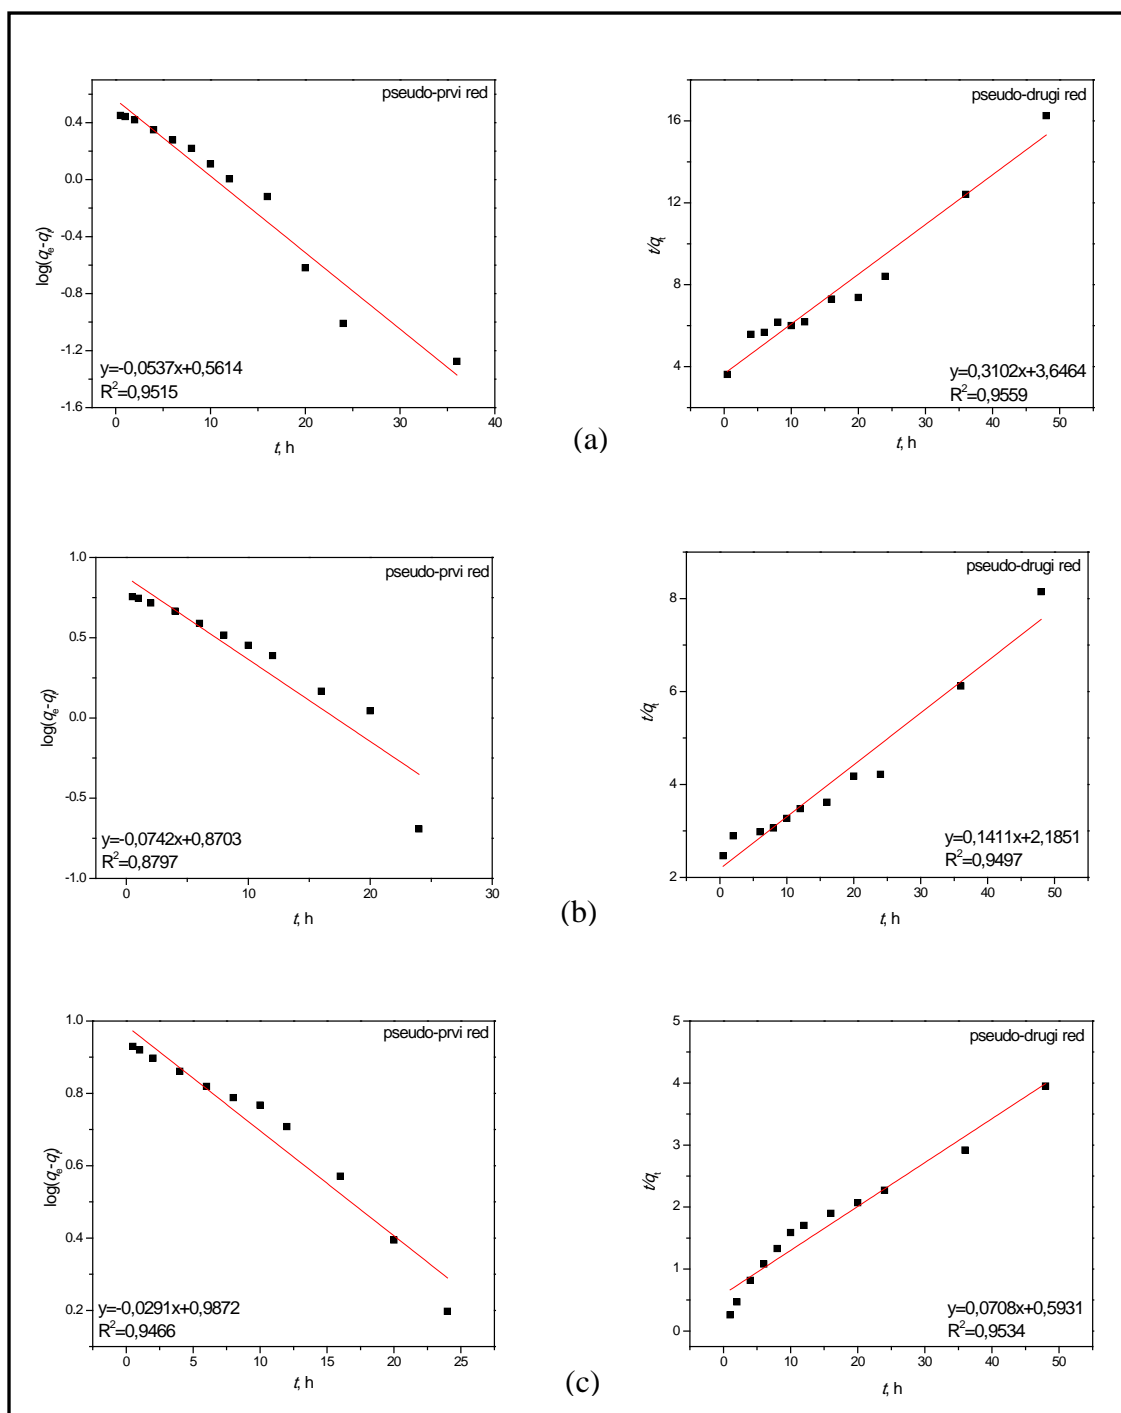 pseudo-prvi red
0.4
0.0
-0.4
-0.8
-1.2
-1.6
log(qe-q)
y=-0,0537x+0,5614
R2=0,9515
0
10
20
30
40
t, h
pseudo-drugi red
16
12
8
4
t/qt
y=0,3102x+3,6464
R2=0,9559
0
10
20
30
40
50
t, h
(a)
pseudo-prvi red
1.0
0.5
0.0
-0.5
-1.0
log(qe-q)
y=-0,0742x+0,8703
R2=0,8797
0
10
20
30
t, h
pseudo-drugi red
8
6
4
2
t/qt
y=0,1411x+2,1851
R2=0,9497
0
10
20
30
40
50
t, h
(b)
pseudo-prvi red
1.0
0.8
0.6
0.4
0.2
log(qe-q)
y=-0,0291x+0,9872
R2=0,9466
0
5
10
15
20
25
t, h
pseudo-drugi red
5
4
3
2
1
0
t/qt
y=0,0708x+0,5931
R2=0,9534
0
10
20
30
40
50
t, h
(c)